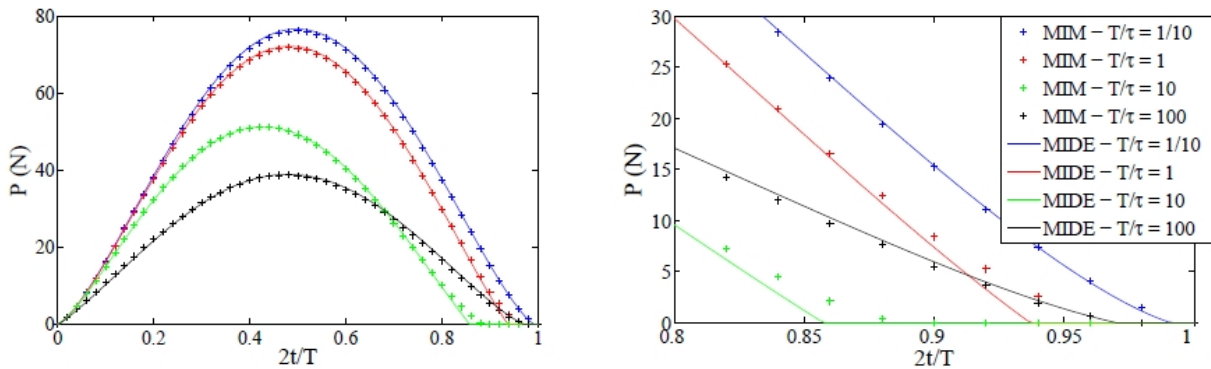 80
60
40
20
0
P (N)
0
0.2
0.4
0.6
0.8
1
2t/T
30
25
20
15
10
5
0
P (N)
0.8
0.85
0.9
0.95
1
2t/T
MIM − T/τ = 1/10
MIM − T/τ = 1
MIM − T/τ = 10
MIM − T/τ = 100
MIDE − T/τ = 1/10
MIDE − T/τ = 1
MIDE − T/τ = 10
MIDE − T/τ = 100